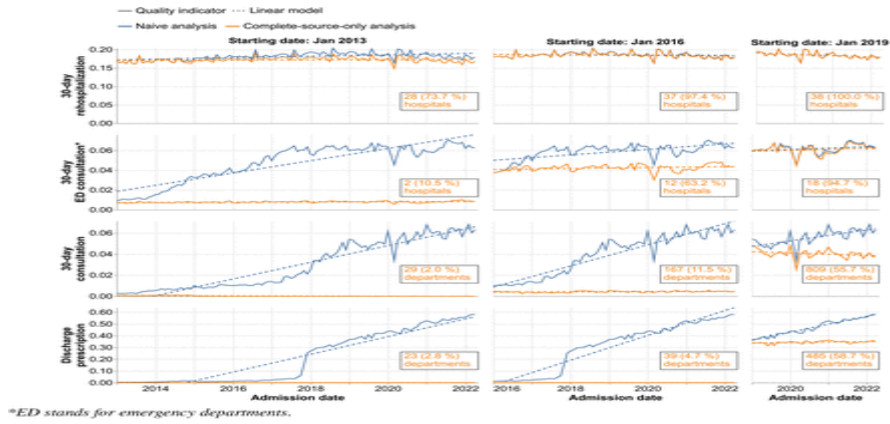 Quality indicator Linear model
Naive analysis Complete-source-only analysis
Starting date: Jan 2013 Starting date: Jan 2016 Starting date: Jan 2019
30-day rehospitalization
0.20
0.15
0.10
0.05
0.00
28 (73.7 %) hospitals
37 (97.4 %) hospitals
38 (100.0 %) hospitals
30-day ED consultation*
0.06
0.04
0.02
0.00
2 (10.5 %) hospitals
12 (63.2 %) hospitals
18 (94.7 %) hospitals
30-day consultation
0.06
0.04
0.02
0.00
29 (2.0 %) departments
167 (11.5 %) departments
809 (55.7 %) departments
Discharge prescription
0.60
0.50
0.40
0.30
0.20
0.10
0.00
23 (2.8 %) departments
39 (4.7 %) departments
485 (58.7 %) departments
2014 2016 2018 2020 2022 2016 2018 2020 2022 2020 2022
Admission date Admission date Admission date
*ED stands for emergency departments.